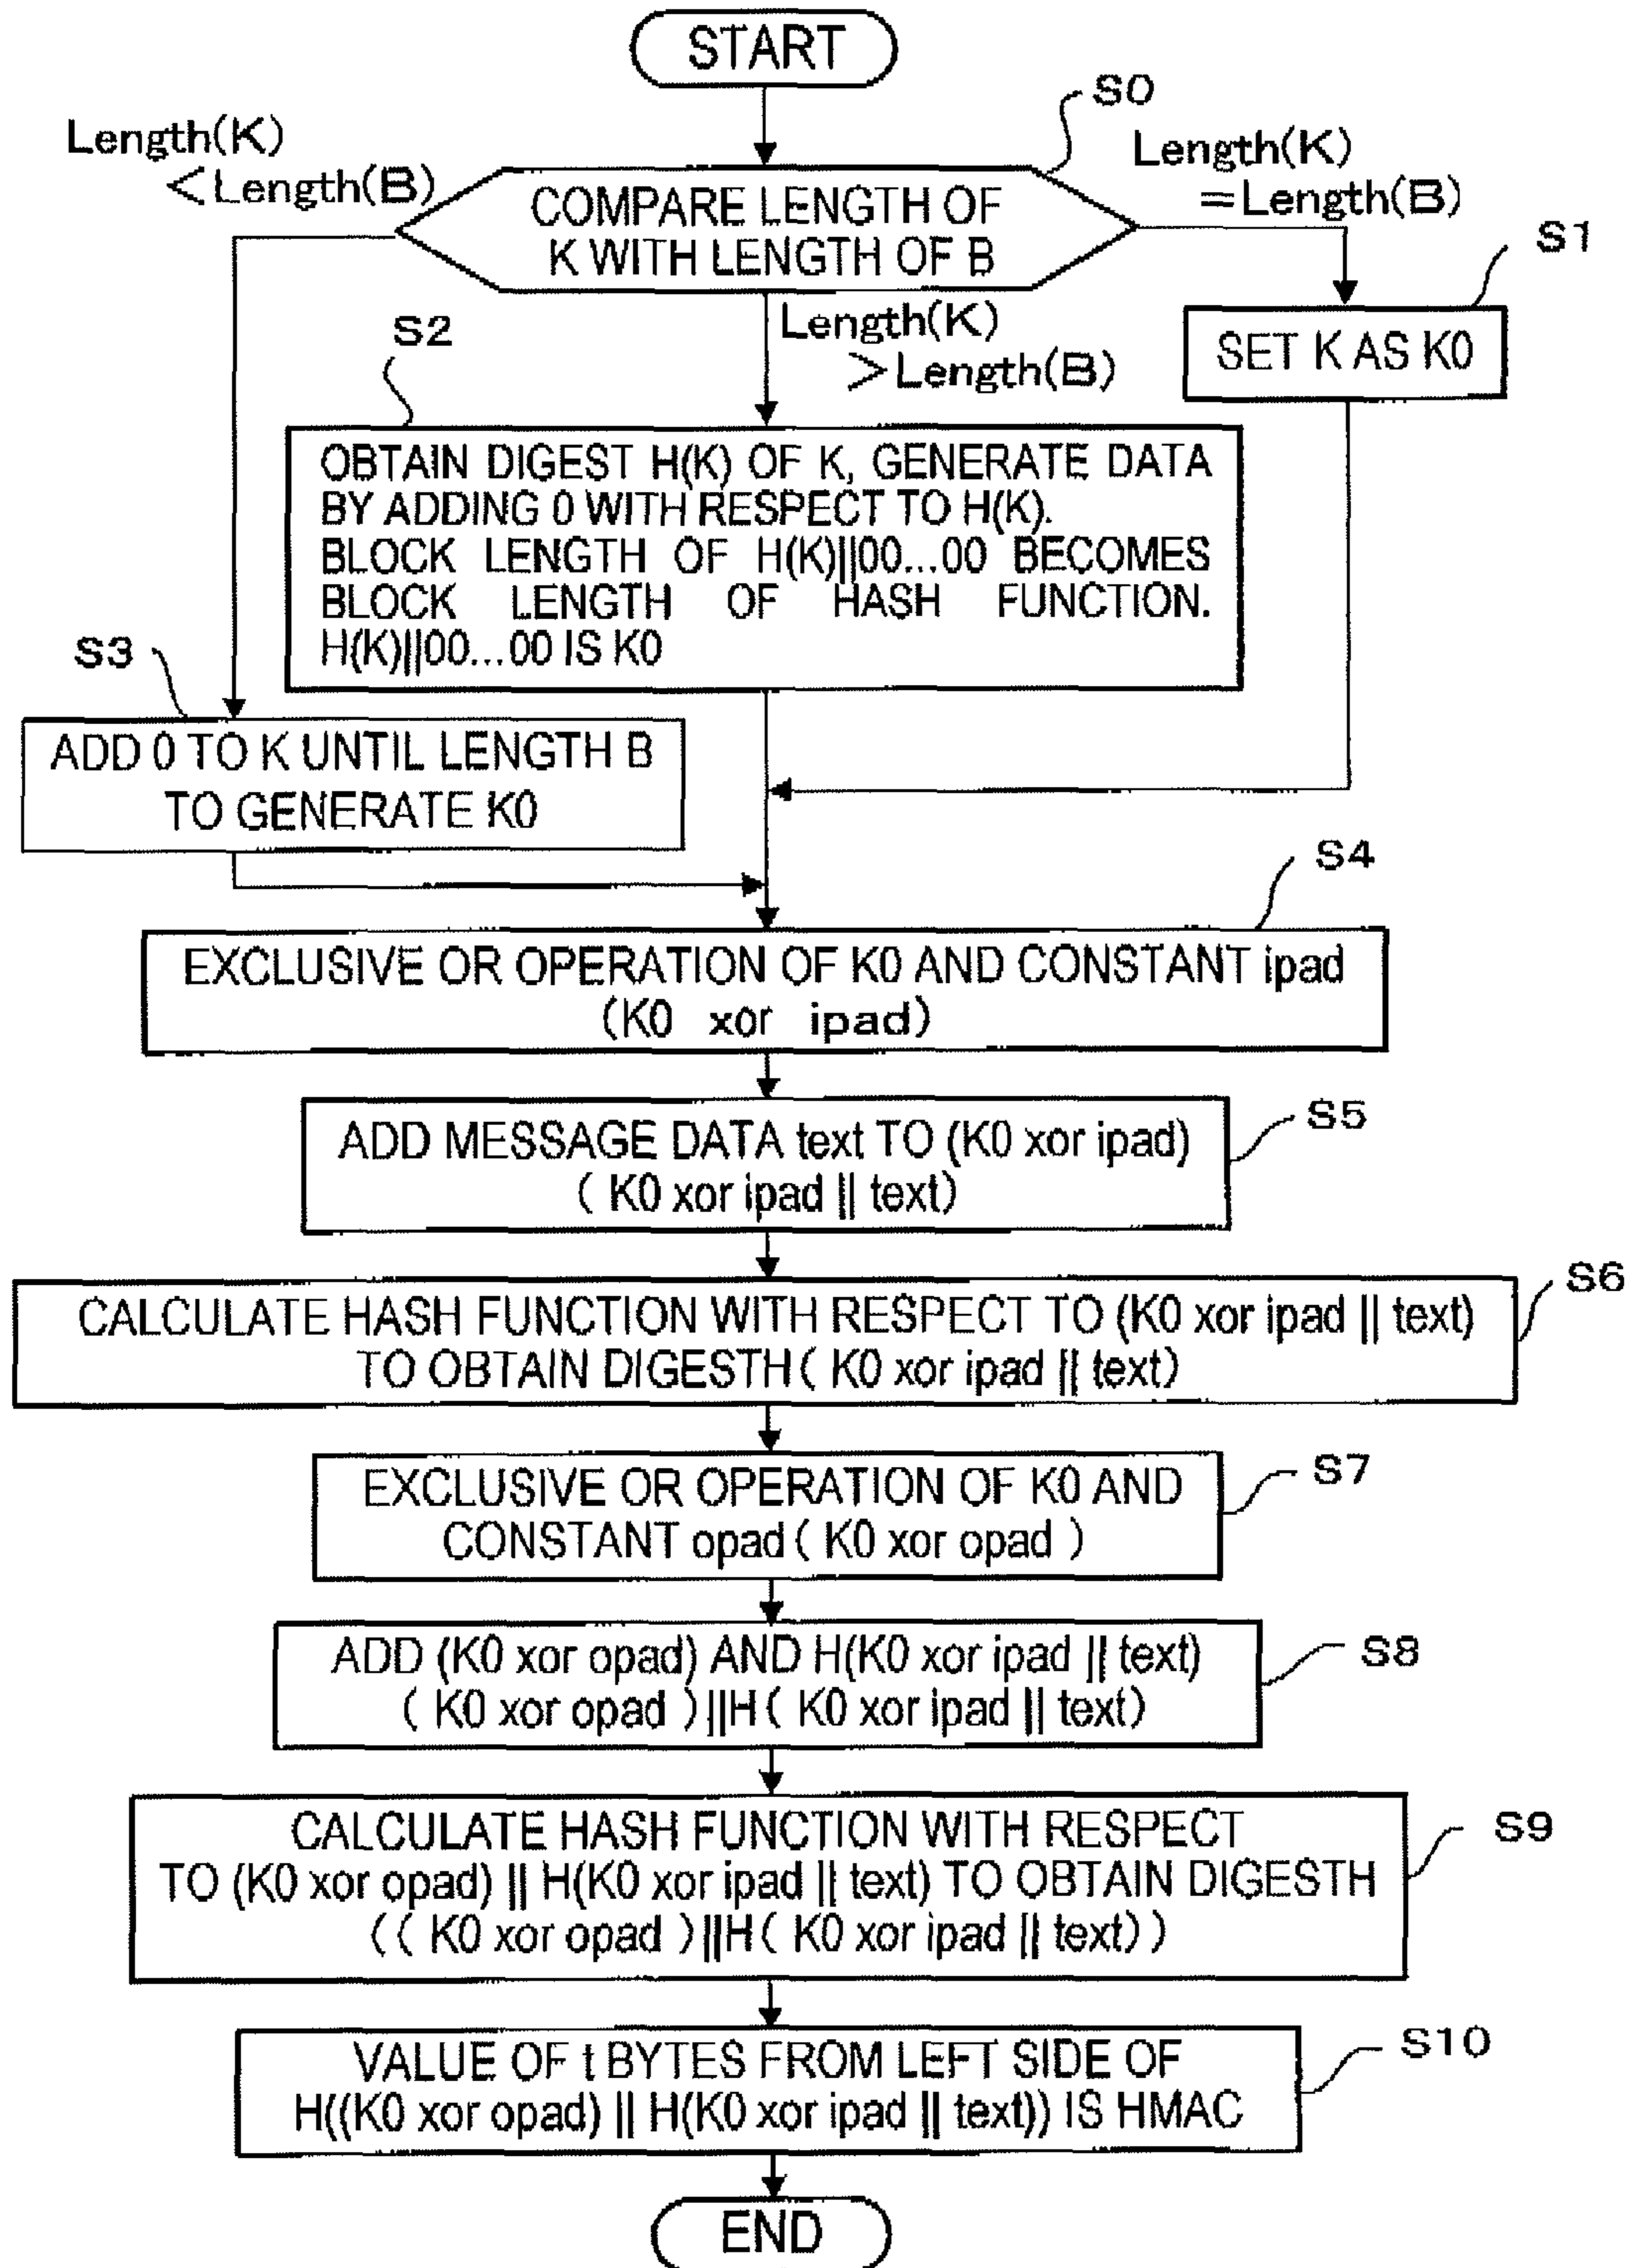 START
S0
Length(K)
<Length(B)
Length(K)
=Length(B)
COMPARE LENGTH OF
K WITH LENGTH OF B
S1
SET K AS K0
Length(K)
>Length(B)
S2
OBTAIN DIGEST H(K) OF K, GENERATE DATA
BY ADDING 0 WITH RESPECT TO H(K).
BLOCK LENGTH OF H(K)||00...00 BECOMES
BLOCK LENGTH OF HASH FUNCTION.
H(K)||00...00 IS K0
S3
ADD 0 TO K UNTIL LENGTH B
TO GENERATE K0
S4
EXCLUSIVE OR OPERATION OF K0 AND CONSTANT ipad
(K0 xor ipad)
S5
ADD MESSAGE DATA text TO (K0 xor ipad)
( K0 xor ipad || text)
S6
CALCULATE HASH FUNCTION WITH RESPECT TO (K0 xor ipad || text)
TO OBTAIN DIGESTH( K0 xor ipad || text)
S7
EXCLUSIVE OR OPERATION OF K0 AND
CONSTANT opad( K0 xor opad )
S8
ADD (K0 xor opad) AND H(K0 xor ipad || text)
( K0 xor opad )||H( K0 xor ipad || text)
S9
CALCULATE HASH FUNCTION WITH RESPECT
TO (K0 xor opad) || H(K0 xor ipad || text) TO OBTAIN DIGESTH
(( K0 xor opad )||H( K0 xor ipad || text))
S10
VALUE OF t BYTES FROM LEFT SIDE OF
H((K0 xor opad) || H(K0 xor ipad || text)) IS HMAC
END